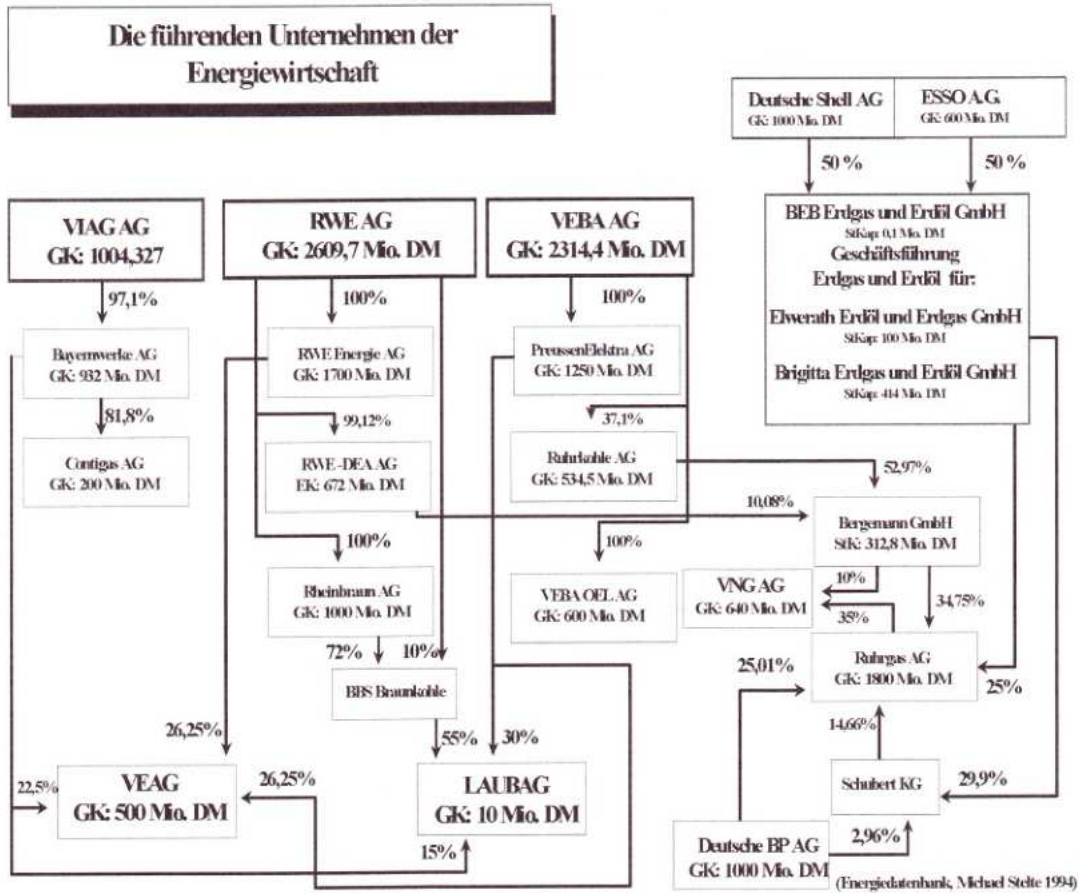 Die führenden Unternehmen der
Energiewirtschaft
Deutsche Shell AG
GK: 1000 Mio. DM
ESSO A.G.
GK: 600 Mio. DM
50 %
50 %
VIAG AG
GK: 1004,327
RWE AG
GK: 2609,7 Mio. DM
VEBA AG
GK: 2314,4 Mio. DM
BEB Erdgas und Erdöl GmbH
StKap: 0,1 Mio. DM
Geschäftsführung
Erdgas und Erdöl für:
Elwerath Erdöl und Erdgas GmbH
StKap: 100 Mio. DM
Brigitta Erdgas und Erdöl GmbH
StKap: 414 Mio. DM
97,1%
100%
100%
Bayernwerke AG
GK: 932 Mio. DM
RWE Energie AG
GK: 1700 Mio. DM
PreussenElektra AG
GK: 1250 Mio. DM
81,8%
99,12%
37,1%
Contigas AG
GK: 200 Mio. DM
RWE -DEA AG
EK: 672 Mio. DM
Ruhrkohle AG
GK: 534,5 Mio. DM
52,97%
10,08%
Bergemann GmbH
StK: 312,8 Mio. DM
100%
100%
Rheinbraun AG
GK: 1000 Mio. DM
VEBA OEL AG
GK: 600 Mio. DM
VNG AG
GK: 640 Mio. DM
10%
34,75%
35%
72%
10%
BBS Braunkohle
25,01%
Ruhrgas AG
GK: 1800 Mio. DM
25%
14,66%
26,25%
55%
30%
22,5%
VEAG
GK: 500 Mio. DM
26,25%
LAUBAG
GK: 10 Mio. DM
Schubert KG
29,9%
15%
Deutsche BP AG
GK: 1000 Mio. DM
2,96%
(Energiedatenbank, Michael Stelte 1994)